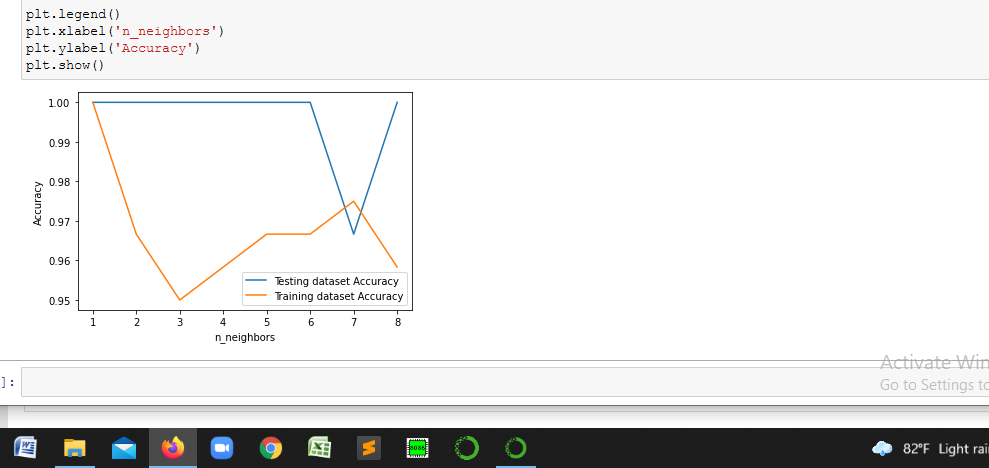 plt.legend()
plt.xlabel('n_neighbors')
plt.ylabel('Accuracy')
plt.show()
1.00
0.99
0.98
0.97
0.96
0.95
Accuracy
Testing dataset Accuracy
Training dataset Accuracy
1 2 3 4 5 6 7 8
n_neighbors
Activate Win
]:
Go to Settings to
W
8086
82°F Light rai